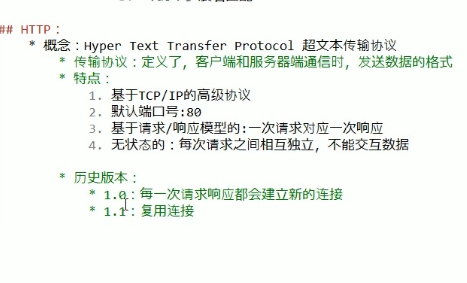 ## HTTP：
* 概念：Hyper Text Transfer Protocol 超文本传输协议
* 传输协议：定义了，客户端和服务器端通信时，发送数据的格式
* 特点：
1. 基于TCP/IP的高级协议
2. 默认端口号:80
3. 基于请求/响应模型的:一次请求对应一次响应
4. 无状态的：每次请求之间相互独立，不能交互数据
* 历史版本：
* 1.0：每一次请求响应都会建立新的连接
* 1.1：复用连接